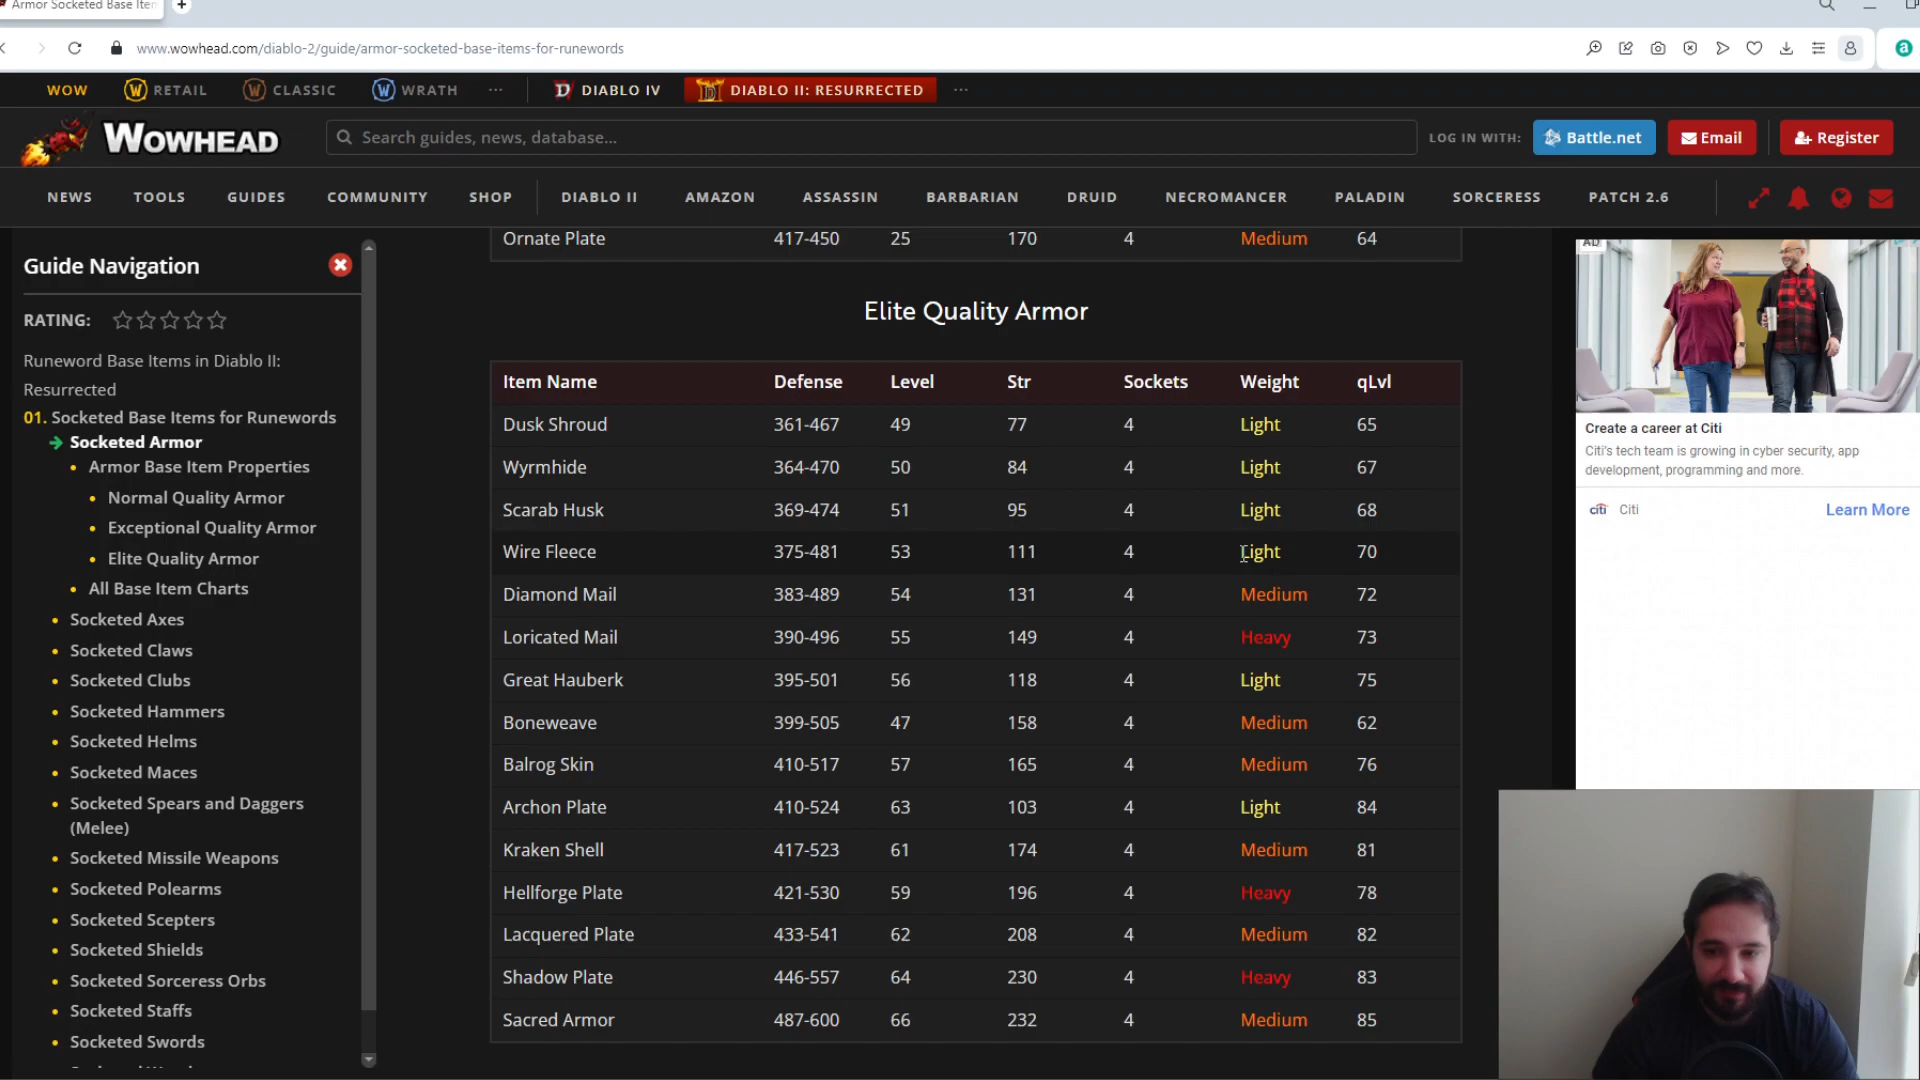 Armor Socketed Base Iten
www.wowhead.com/diablo-2/guide/armor-socketed-base-items-for-runewords
WOW RETAIL CLASSIC WRATH ... DIABLO IV DIABLO II: RESURRECTED ...
WOWHEAD Search guides, news, database... LOG IN WITH: Battle.net Email Register
NEWS TOOLS GUIDES COMMUNITY SHOP DIABLO II AMAZON ASSASSIN BARBARIAN DRUID NECROMANCER PALADIN SORCERESS PATCH 2.6
Guide Navigation
RATING:
Runeword Base Items in Diablo II:
Resurrected
01. Socketed Base Items for Runewords
Socketed Armor
Armor Base Item Properties
Normal Quality Armor
Exceptional Quality Armor
Elite Quality Armor
All Base Item Charts
Socketed Axes
Socketed Claws
Socketed Clubs
Socketed Hammers
Socketed Helms
Socketed Maces
Socketed Spears and Daggers
(Melee)
Socketed Missile Weapons
Socketed Polearms
Socketed Scepters
Socketed Shields
Socketed Sorceress Orbs
Socketed Staffs
Socketed Swords
Ornate Plate 417-450 25 170 4 Medium 64
Elite Quality Armor
Item Name Defense Level Str Sockets Weight qLvl
Dusk Shroud 361-467 49 77 4 Light 65
Wyrmhide 364-470 50 84 4 Light 67
Scarab Husk 369-474 51 95 4 Light 68
Wire Fleece 375-481 53 111 4 Light 70
Diamond Mail 383-489 54 131 4 Medium 72
Loricated Mail 390-496 55 149 4 Heavy 73
Great Hauberk 395-501 56 118 4 Light 75
Boneweave 399-505 47 158 4 Medium 62
Balrog Skin 410-517 57 165 4 Medium 76
Archon Plate 410-524 63 103 4 Light 84
Kraken Shell 417-523 61 174 4 Medium 81
Hellforge Plate 421-530 59 196 4 Heavy 78
Lacquered Plate 433-541 62 208 4 Medium 82
Shadow Plate 446-557 64 230 4 Heavy 83
Sacred Armor 487-600 66 232 4 Medium 85
AD
Create a career at Citi
Citi's tech team is growing in cyber security, app
development, programming and more.
citi Citi Learn More